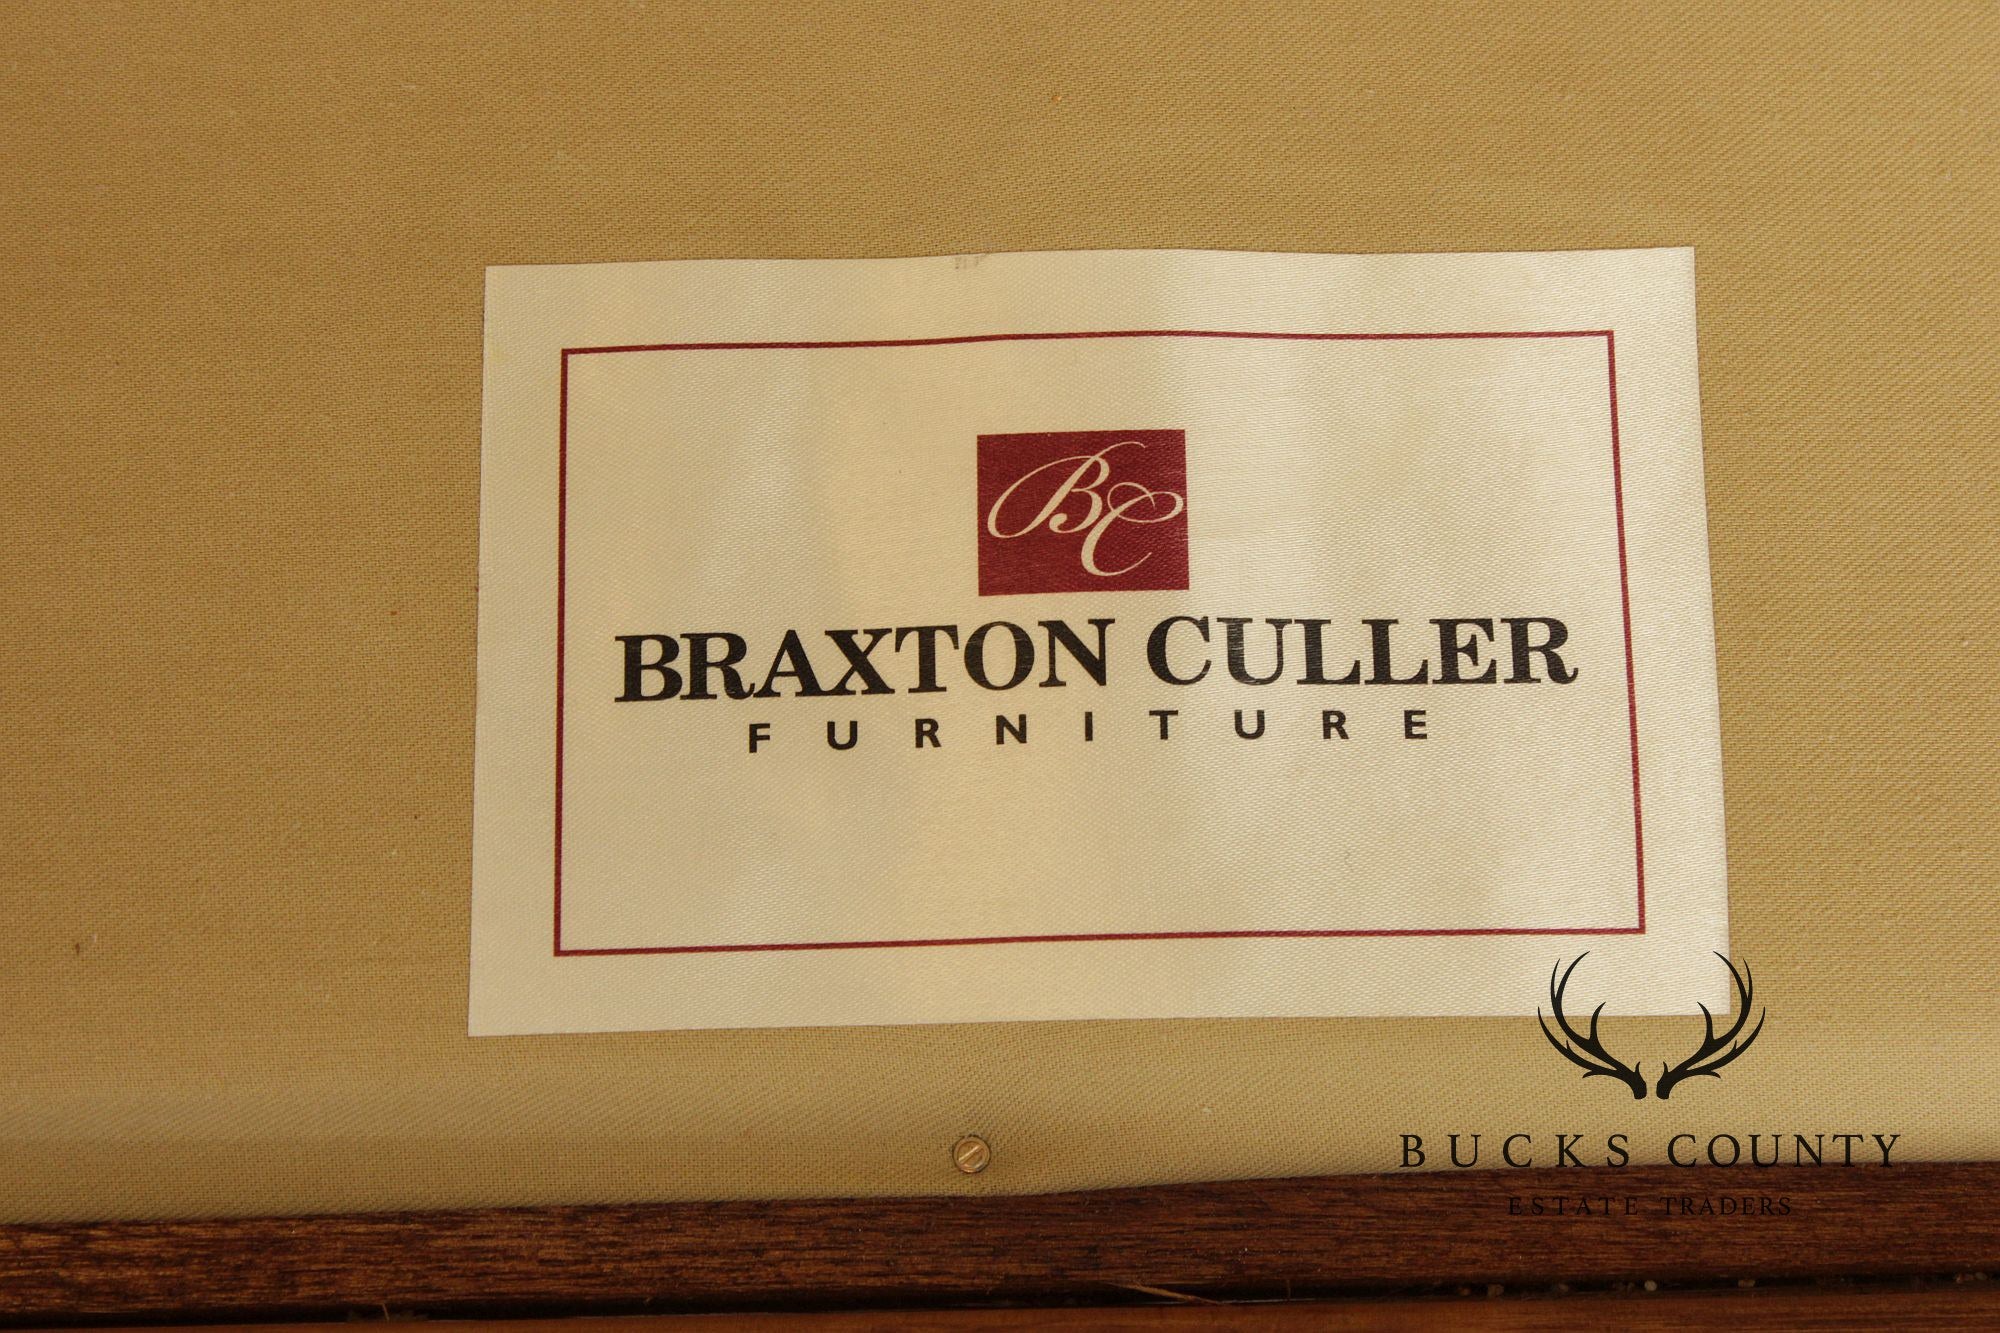 BC
BRAXTON CULLER
FURNITURE
BUCKS COUNTY
ESTATE TRADERS